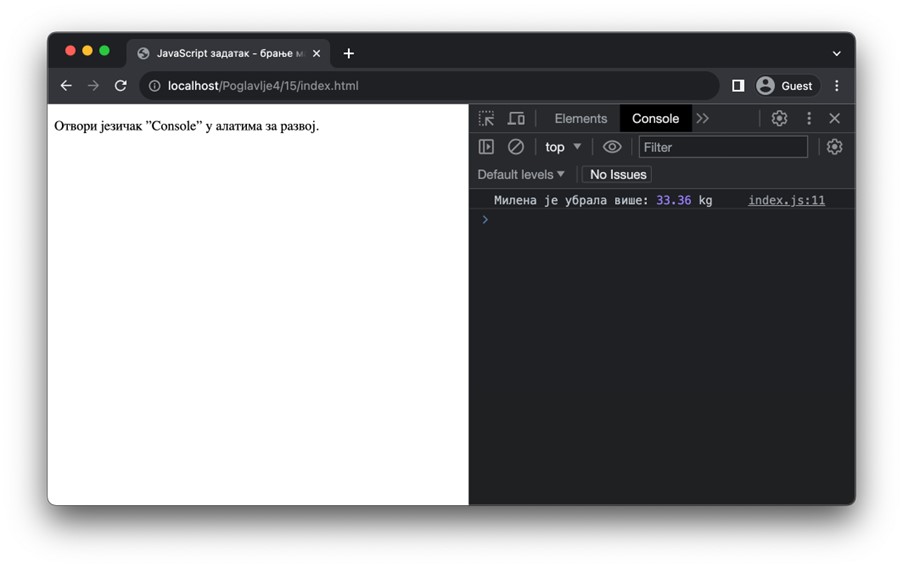 JavaScript задатак - брање м
localhost/Poglavlje4/15/index.html
Guest
Отвори језичак ”Console” у алатима за развој.
Elements
Console
top
Filter
Default levels
No Issues
Милена је убрала више: 33.36 kg
index.js:11